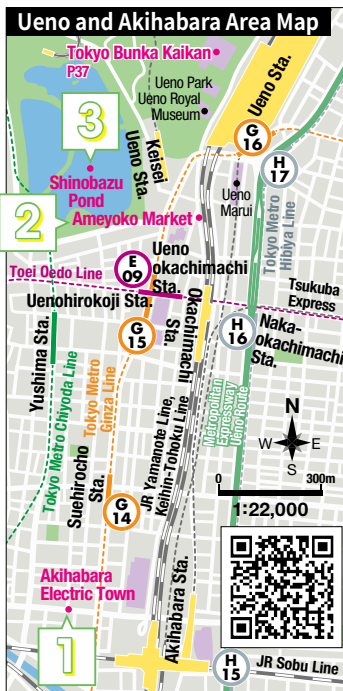 Ueno and Akihabara Area Map
Tokyo Bunka Kaikan
P37
Ueno Park
Ueno Royal
Museum
Ueno Sta.
G
16
Keisei
Ueno Sta.
3
H
17
Shinobazu
Pond
Ueno
Marui
2
Ameyoko Market
Tokyo Metro
Hibiya Line
E
09
Ueno
okachimachi
Sta.
Toei Oedo Line
Tsukuba
Express
Uenohirokoji Sta.
G
15
Okachimachi
Sta.
H
16
Naka-
okachimachi
Sta.
Yushima Sta.
Tokyo Metro Chiyoda Line
Tokyo Metro
Ginza Line
JR Yamanote Line,
Keihin-Tohoku Line
Metropolitan
Expressway
Ueno Route
N
W
E
S
Suehirocho
Sta.
G
14
0
300m
1:22,000
Akihabara
Electric Town
1
Akihabara Sta.
H
15
JR Sobu Line